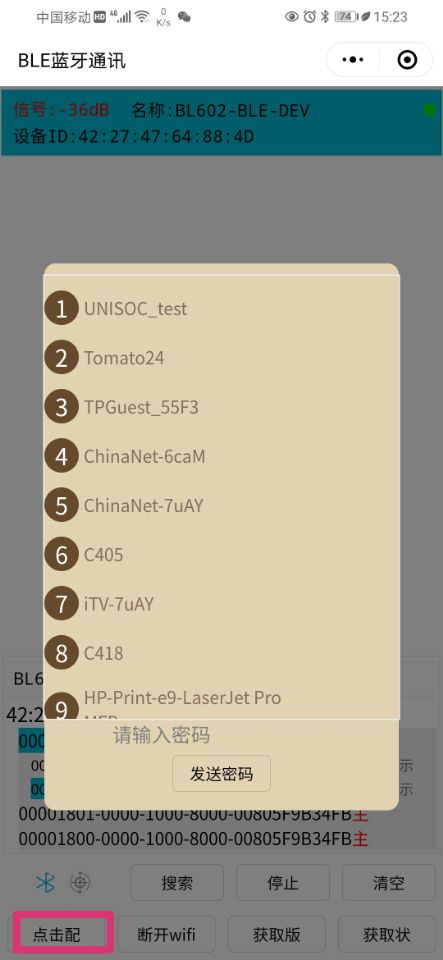 中国移动 HD 46 0 K/s 74 15:23
BLE蓝牙通讯
信号:-36dB 名称:BL602-BLE-DEV
设备ID:42:27:47:64:88:4D
1 UNISOC_test
2 Tomato24
3 TPGuest_55F3
4 ChinaNet-6caM
5 ChinaNet-7uAY
6 C405
7 iTV-7uAY
8 C418
9 HP-Print-e9-LaserJet Pro
BL6
42:2
请输入密码
000
00 示
发送密码
00 示
00001801-0000-1000-8000-00805F9B34FB主
00001800-0000-1000-8000-00805F9B34FB主
搜索 停止 清空
点击配 断开wifi 获取版 获取状